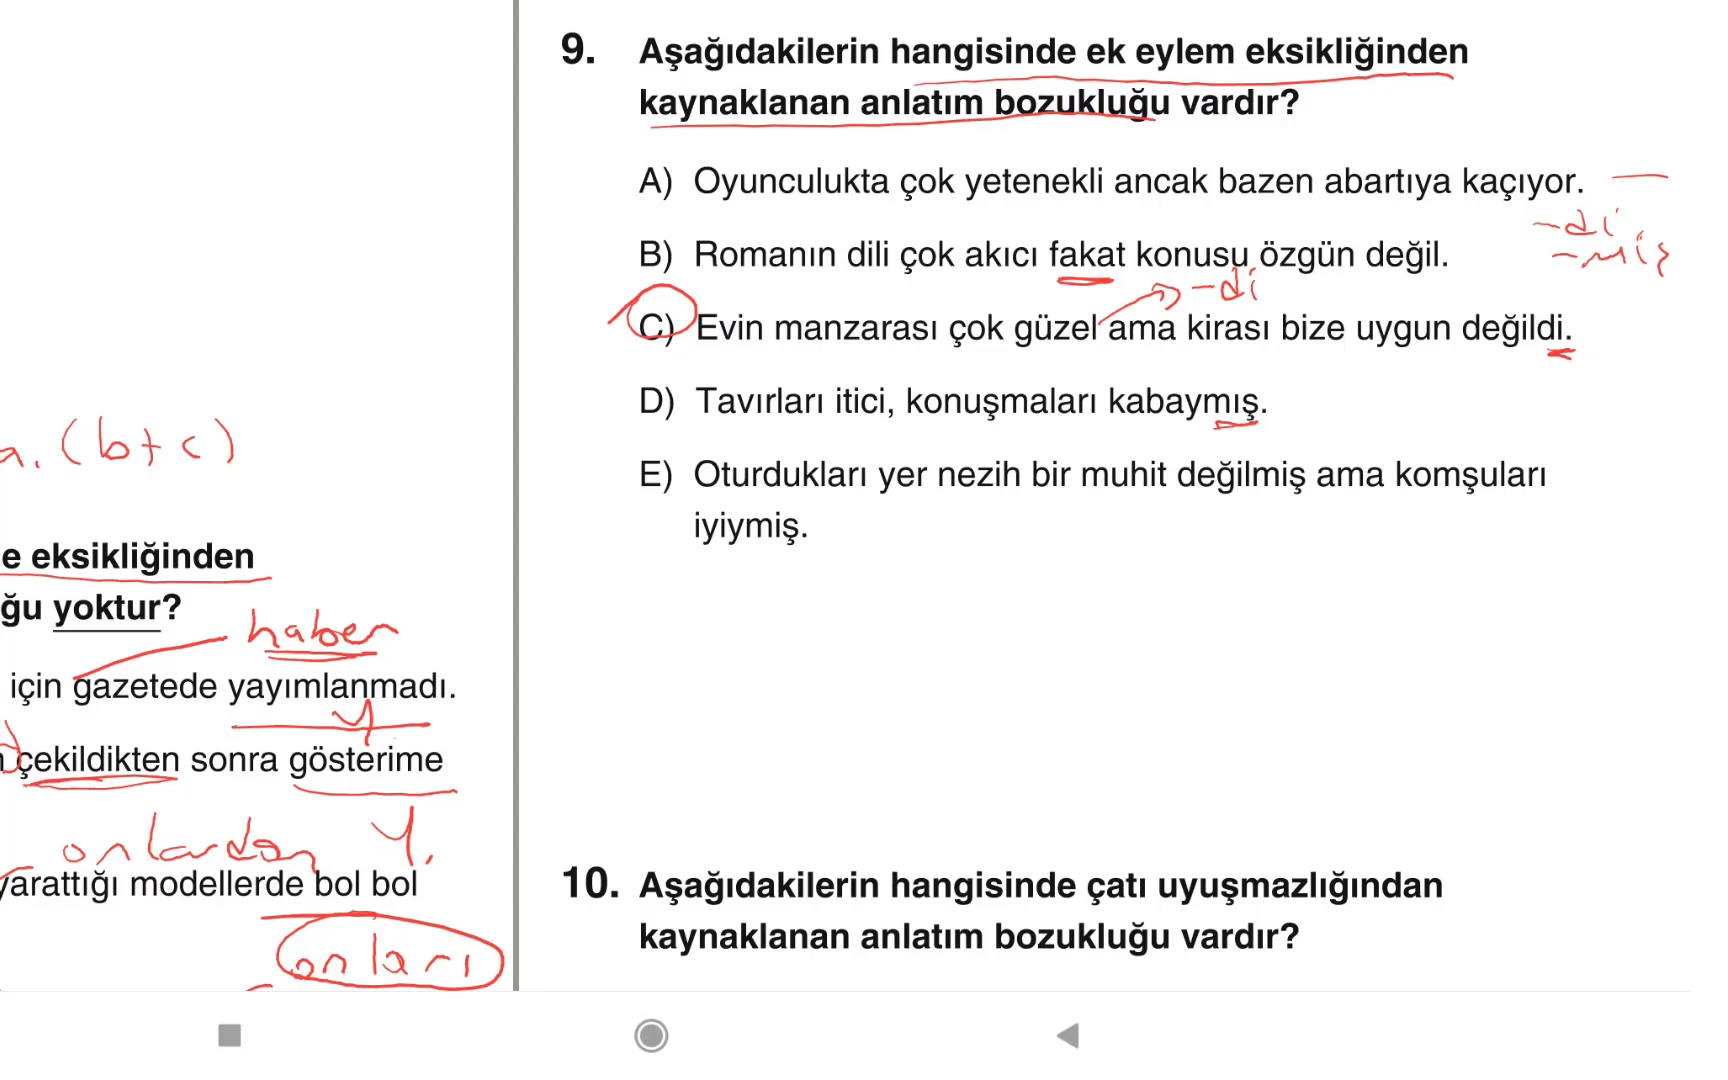 a. (b+c)
e eksikliğinden
ğu yoktur?
haber
için gazetede yayımlanmadı.
çekildikten sonra gösterime
onlardan Y.
yarattığı modellerde bol bol
onları
9. Aşağıdakilerin hangisinde ek eylem eksikliğinden
kaynaklanan anlatım bozukluğu vardır?
A) Oyunculukta çok yetenekli ancak bazen abartıya kaçıyor.
-di
-miş
B) Romanın dili çok akıcı fakat konusu özgün değil.
-di
C) Evin manzarası çok güzel ama kirası bize uygun değildi.
D) Tavırları itici, konuşmaları kabaymış.
E) Oturdukları yer nezih bir muhit değilmiş ama komşuları
iyiymiş.
10. Aşağıdakilerin hangisinde çatı uyuşmazlığından
kaynaklanan anlatım bozukluğu vardır?